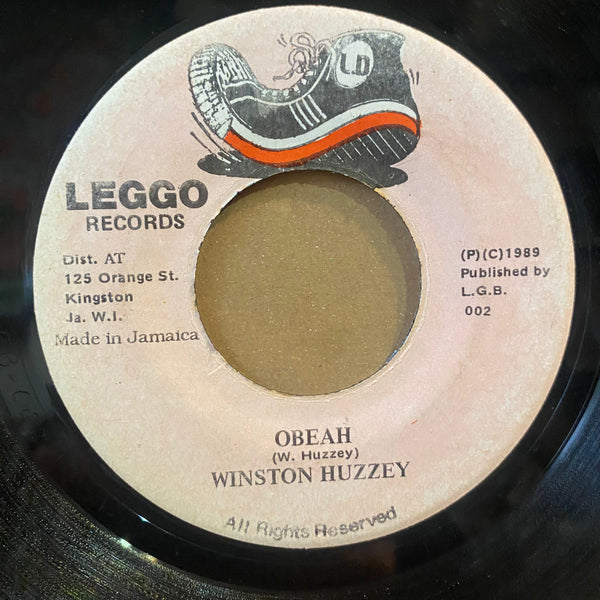 L.D
LEGGO
RECORDS
Dist. AT
125 Orange St.
Kingston
Ja. W.I.
Made in Jamaica
(P)(C)1989
Published by
L.G.B.
002
OBEAH
(W. Huzzey)
WINSTON HUZZEY
All Rights Reserved